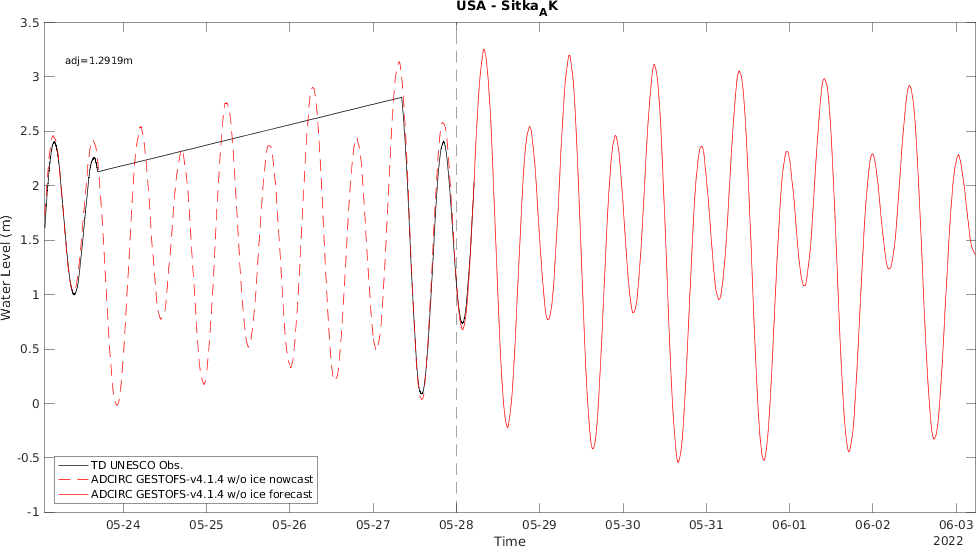 USA - Sitka_AK
adj=1.2919m
3.5
3
2.5
2
1.5
1
0.5
0
-0.5
-1
Water Level (m)
TD UNESCO Obs.
ADCIRC GESTOFS-v4.1.4 w/o ice nowcast
ADCIRC GESTOFS-v4.1.4 w/o ice forecast
05-24 05-25 05-26 05-27 05-28 05-29 05-30 05-31 06-01 06-02 06-03
Time
2022